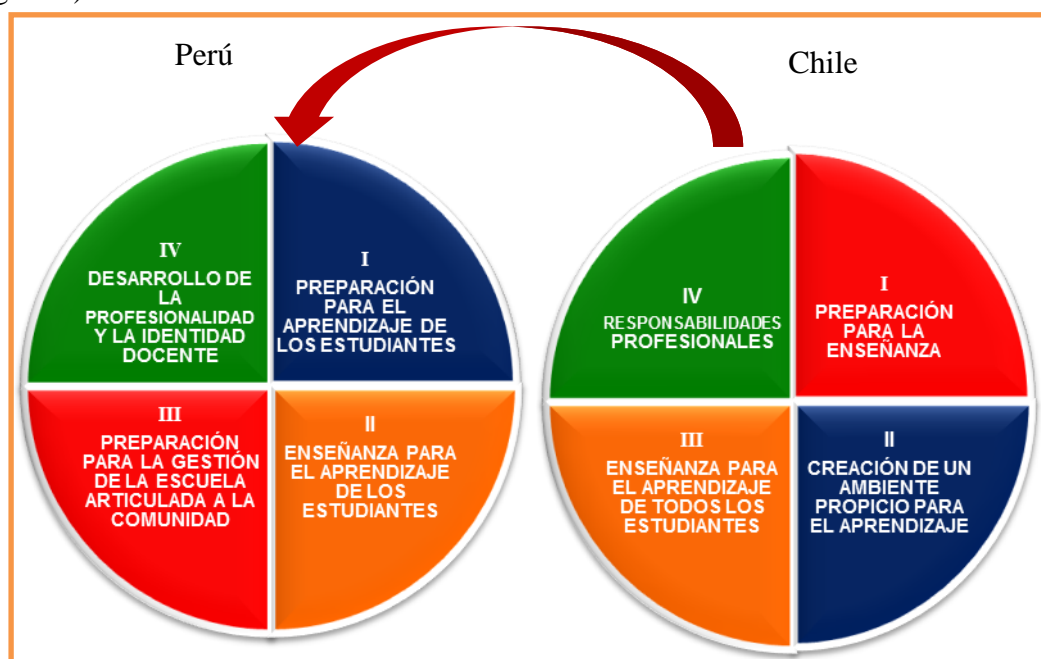 Perú
Chile
IV
DESARROLLO DE
LA
PROFESIONALIDAD
Y LA IDENTIDAD
DOCENTE
I
PREPARACIÓN
PARA EL
APRENDIZAJE DE
LOS ESTUDIANTES
III
PREPARACIÓN
PARA LA GESTIÓN
DE LA ESCUELA
ARTICULADA A LA
COMUNIDAD
II
ENSEÑANZA PARA
EL APRENDIZAJE
DE LOS
ESTUDIANTES
IV
RESPONSABILIDADES
PROFESIONALES
I
PREPARACIÓN
PARA LA
ENSEÑANZA
III
ENSEÑANZA PARA
EL APRENDIZAJE
DE TODOS LOS
ESTUDIANTES
II
CREACIÓN DE UN
AMBIENTE
PROPICIO PARA
EL APRENDIZAJE